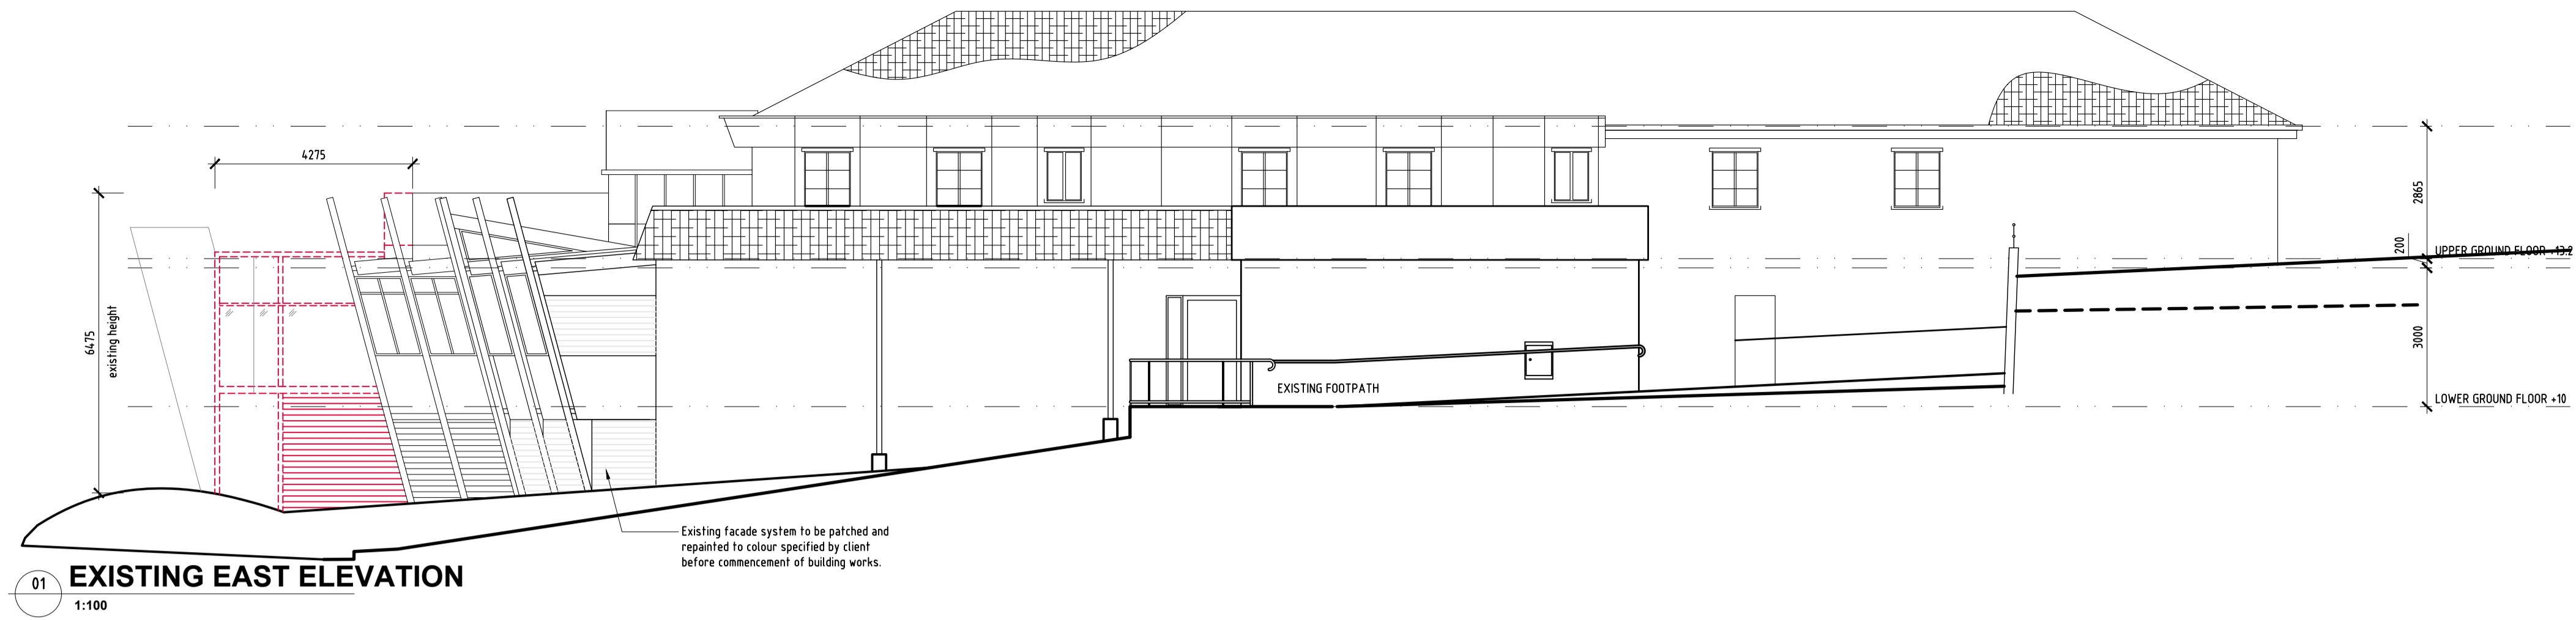 4275
6475
existing height
2865
200
UPPER GROUND FLOOR +13.2
3000
EXISTING FOOTPATH
LOWER GROUND FLOOR +10
Existing facade system to be patched and
repainted to colour specified by client
before commencement of building works.
01 EXISTING EAST ELEVATION
1:100